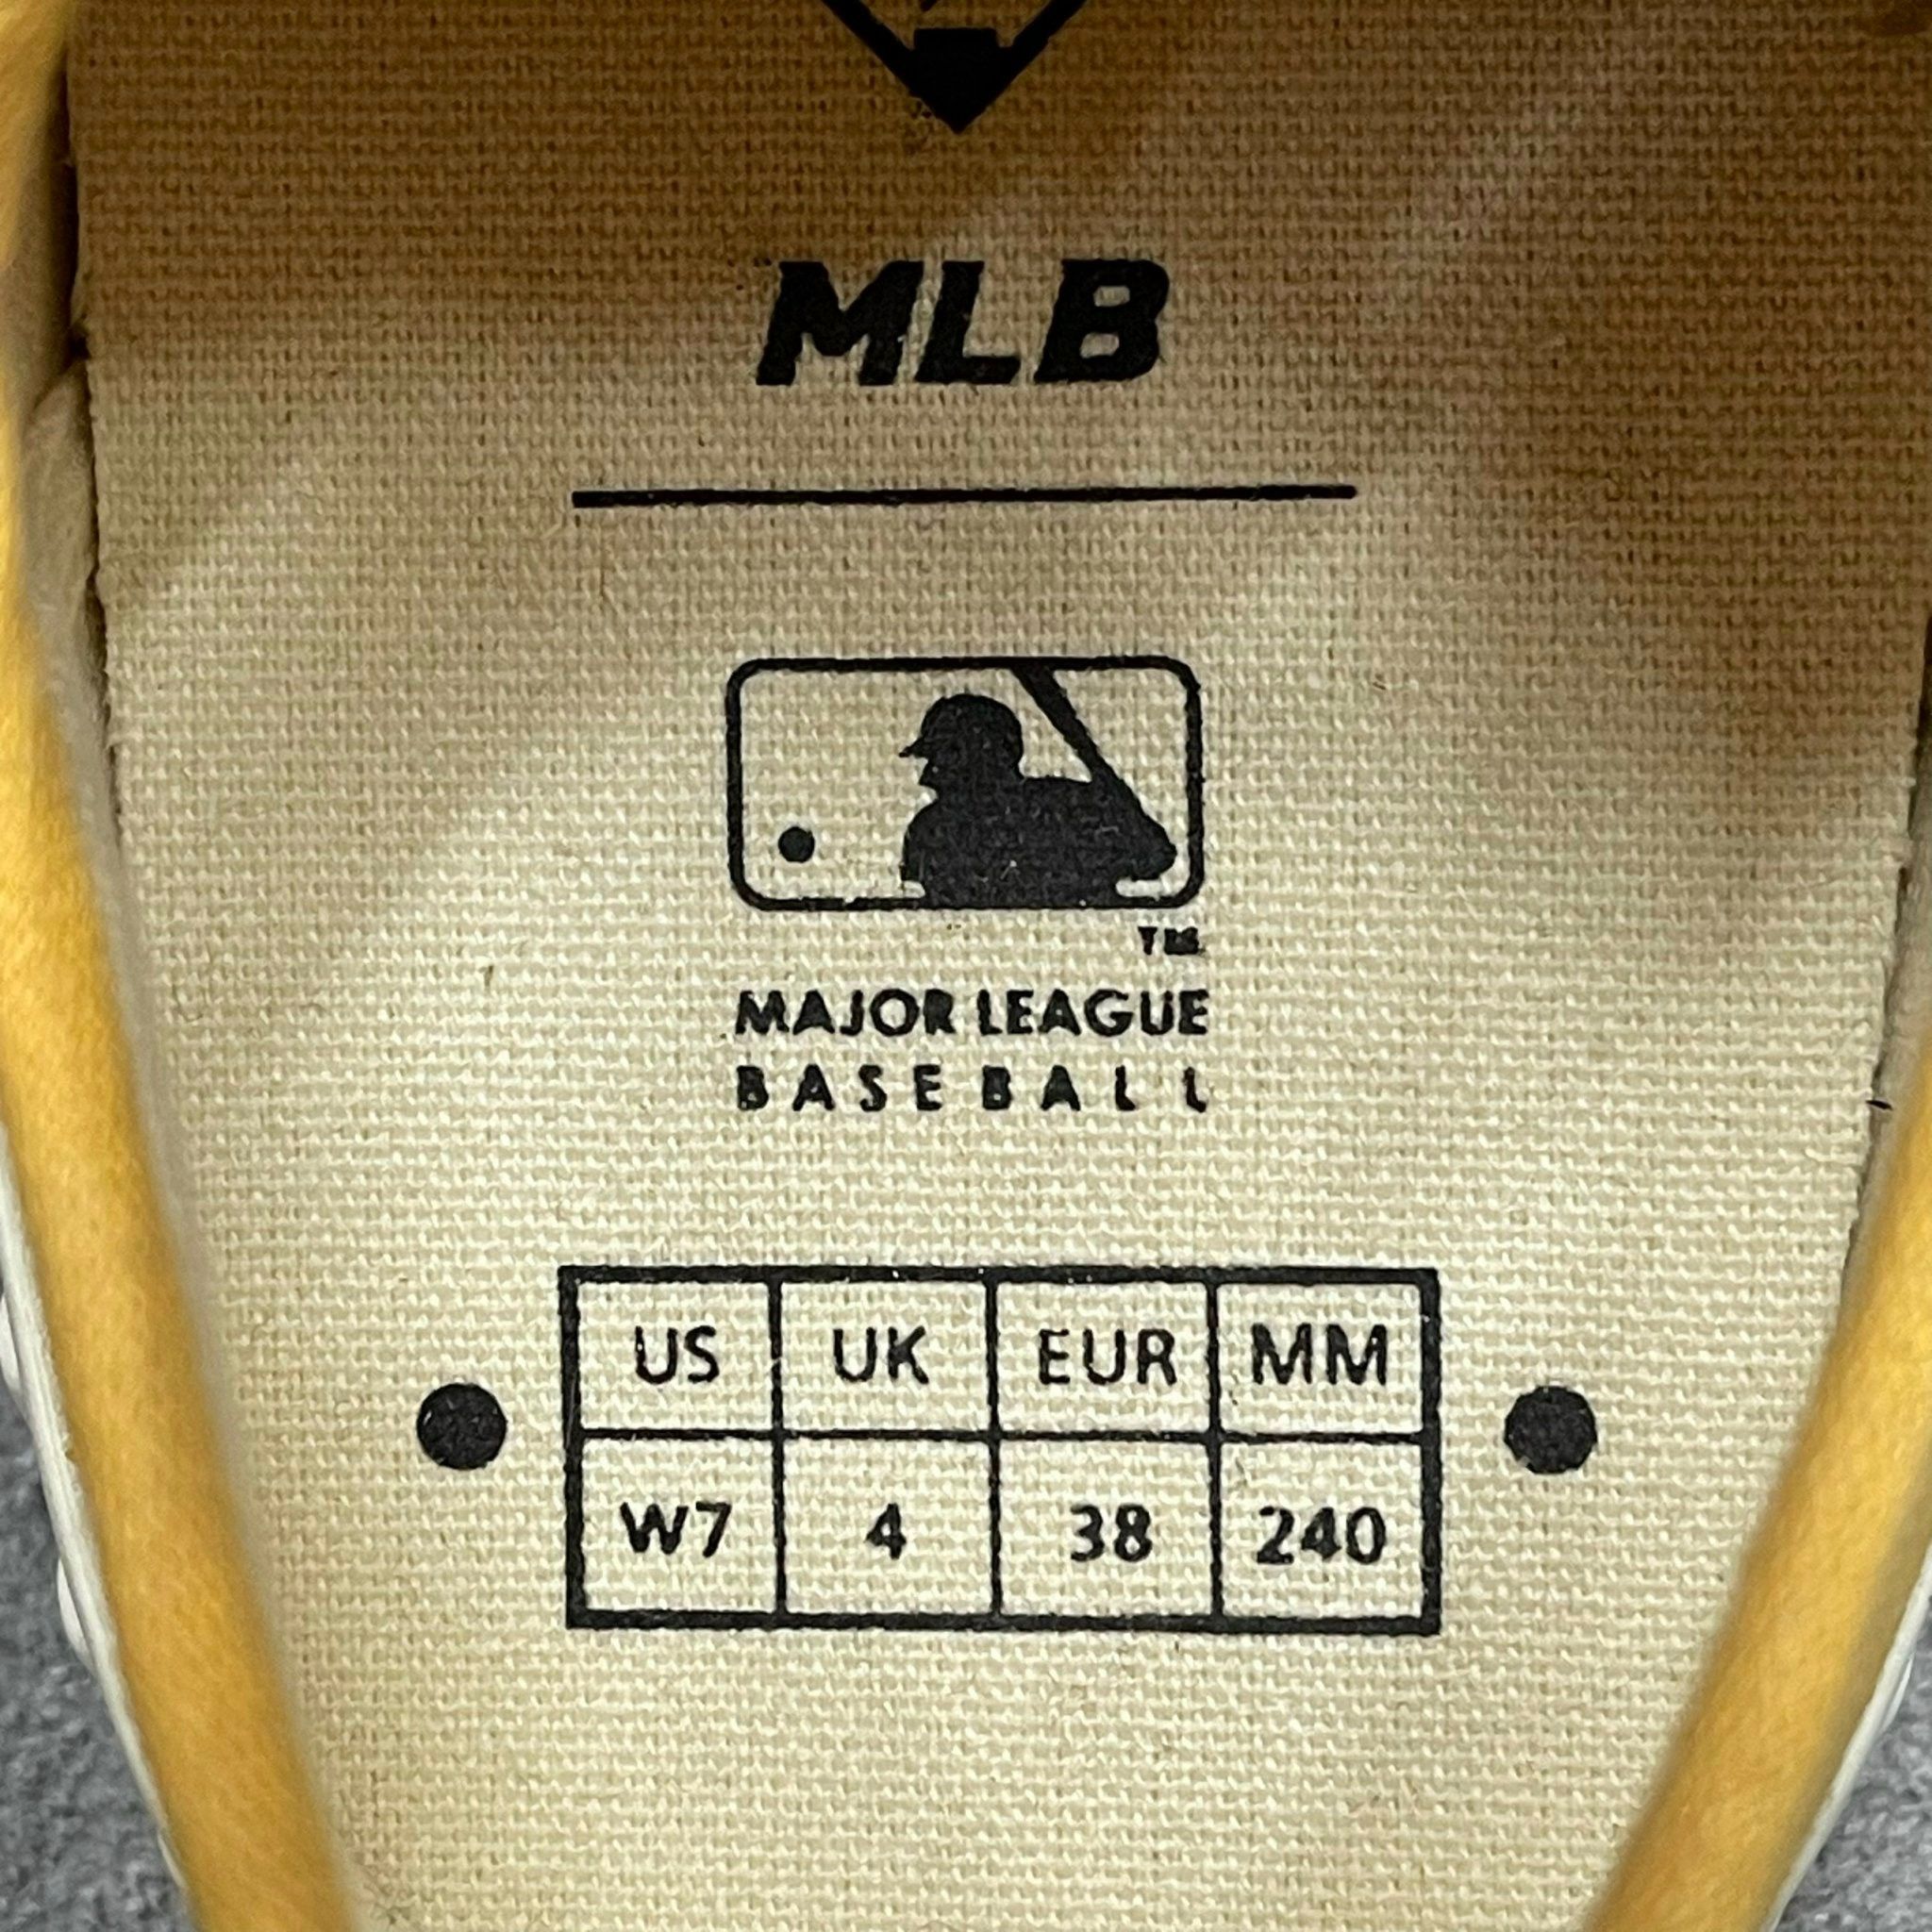 MLB
TM
MAJOR LEAGUE
BASEBALL
US UK EUR MM
W7 4 38 240